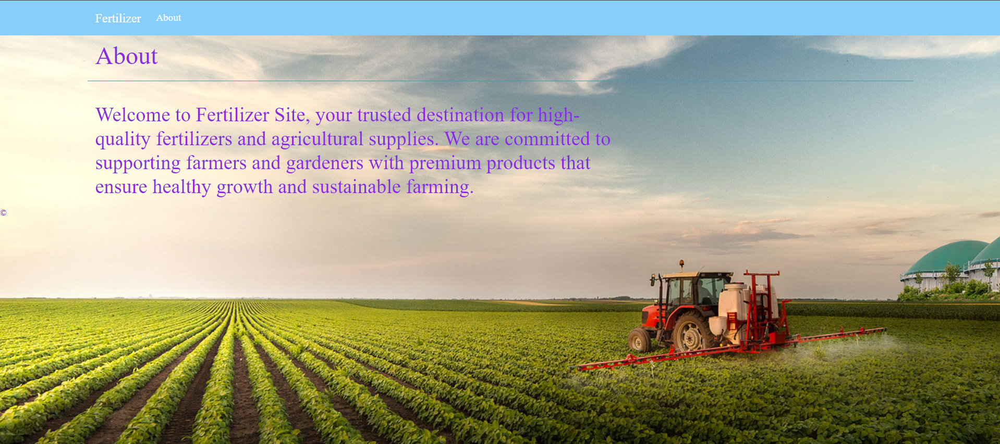 Fertilizer About
About
Welcome to Fertilizer Site, your trusted destination for high-
quality fertilizers and agricultural supplies. We are committed to
supporting farmers and gardeners with premium products that
ensure healthy growth and sustainable farming.
©